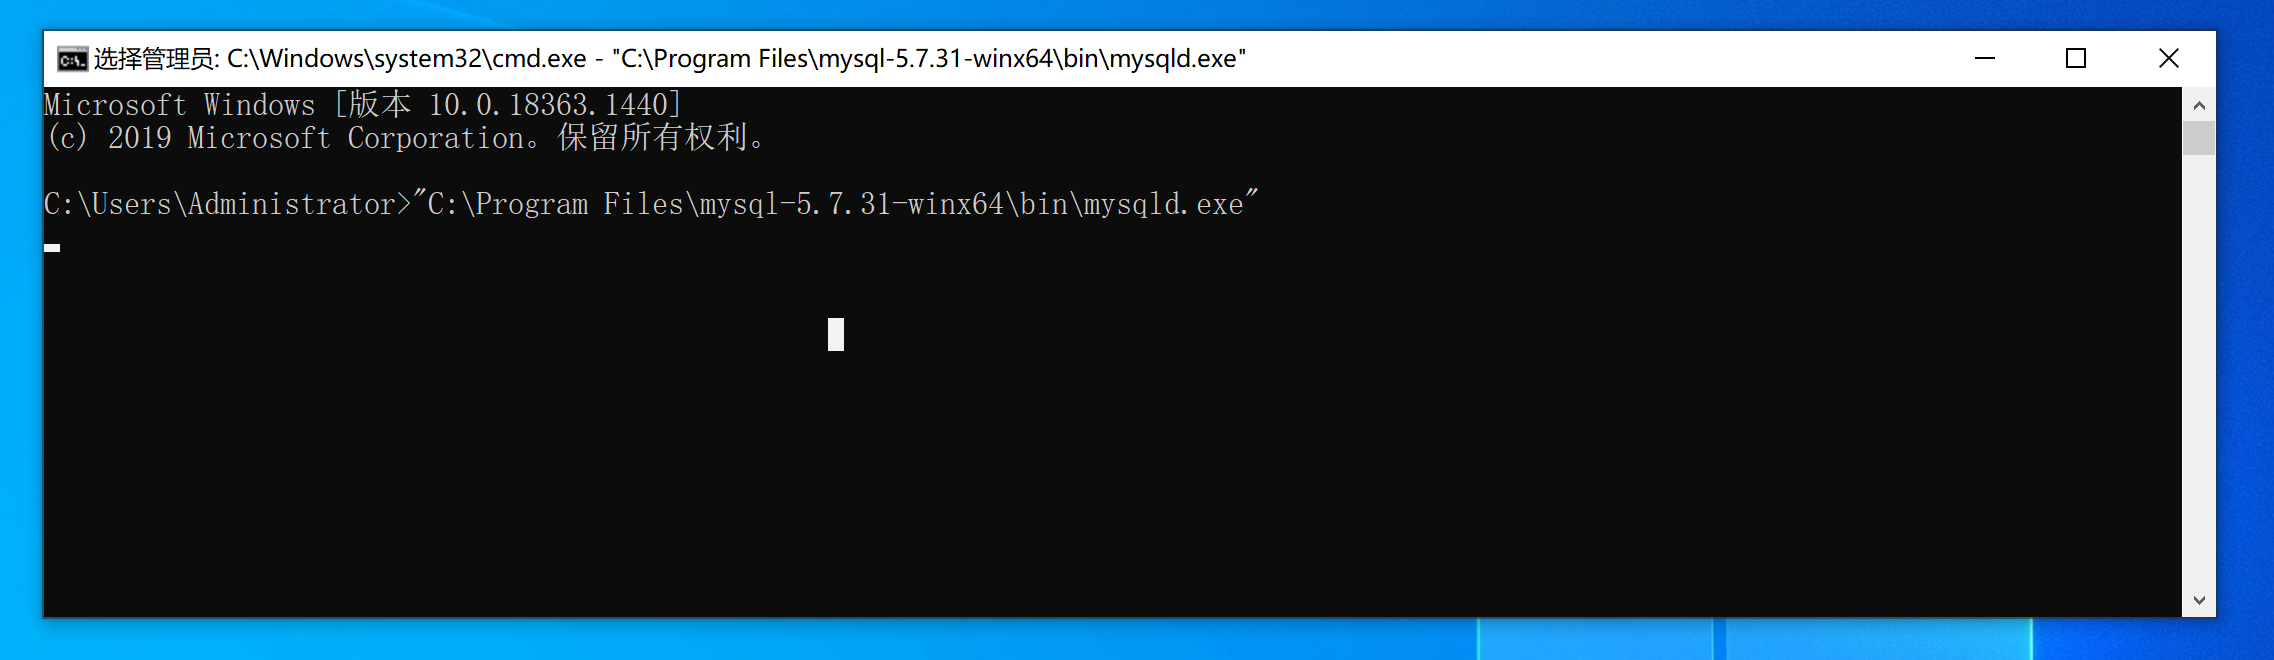 选择管理员: C:\Windows\system32\cmd.exe - "C:\Program Files\mysql-5.7.31-winx64\bin\mysqld.exe"
Microsoft Windows [版本 10.0.18363.1440]
(c) 2019 Microsoft Corporation。保留所有权利。
C:\Users\Administrator>"C:\Program Files\mysql-5.7.31-winx64\bin\mysqld.exe"